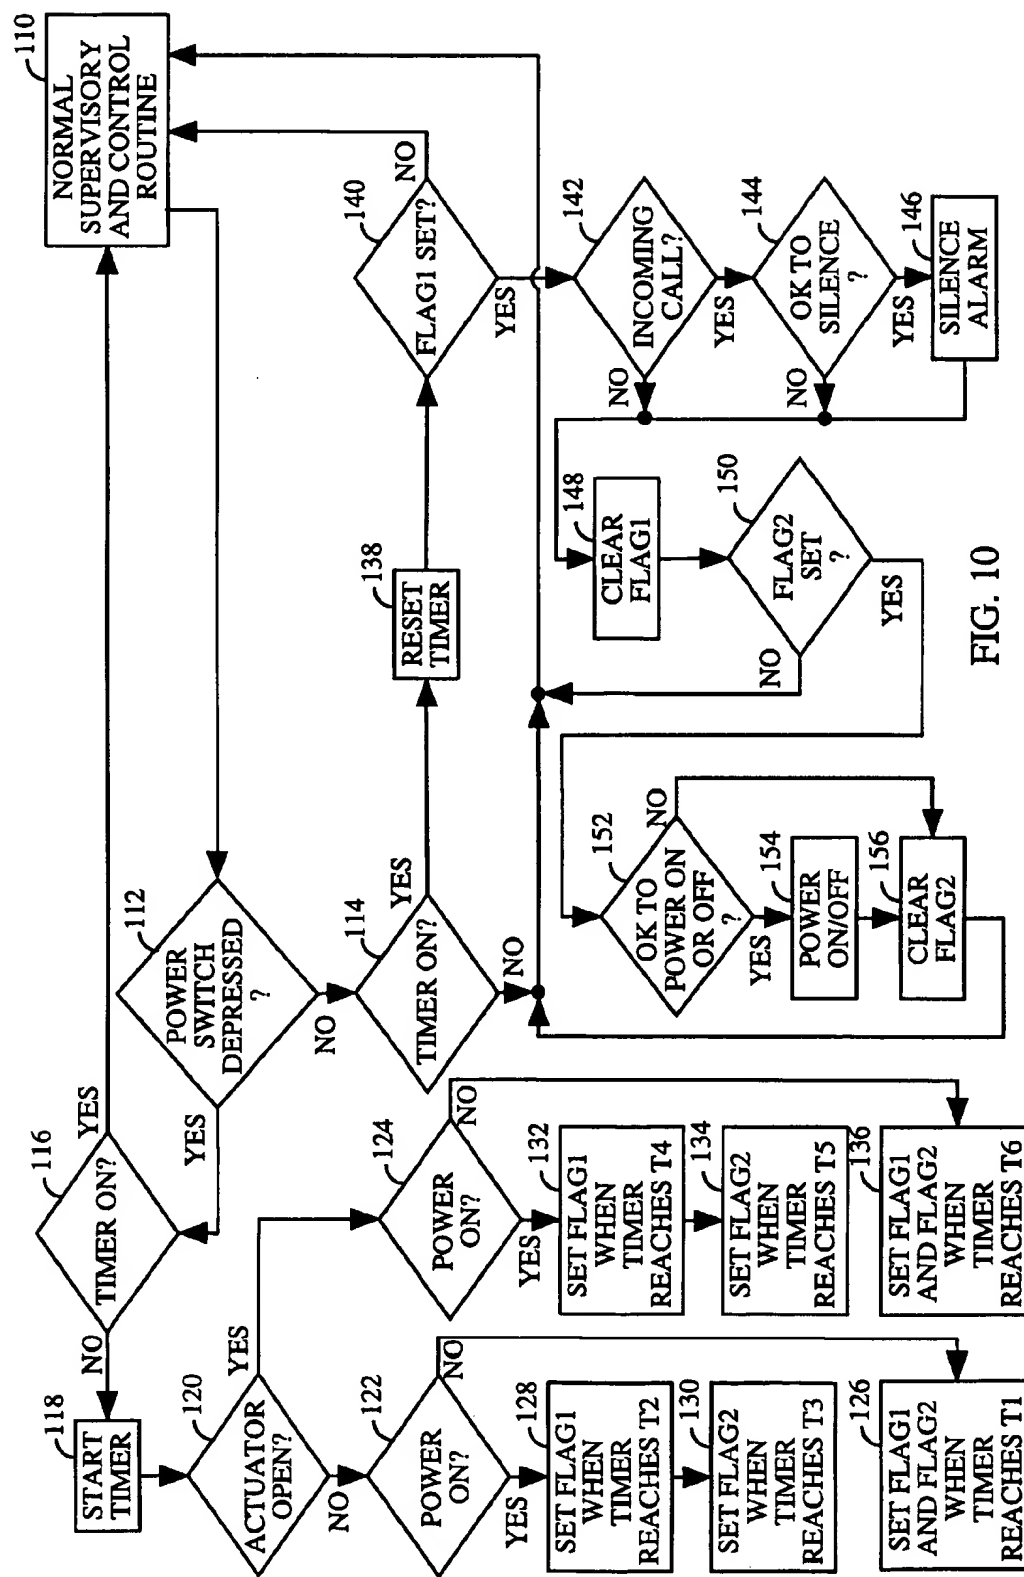 110
NORMAL
SUPERVISORY
AND CONTROL
ROUTINE
116
TIMER ON?
YES
NO
118
START
TIMER
112
POWER
SWITCH
DEPRESSED
?
YES
NO
120
ACTUATOR
OPEN?
YES
NO
114
TIMER ON?
YES
NO
138
RESET
TIMER
140
FLAG1 SET?
NO
YES
122
POWER
ON?
NO
YES
124
POWER
ON?
NO
YES
128
SET FLAG1
WHEN
TIMER
REACHES T2
130
SET FLAG2
WHEN
TIMER
REACHES T3
126
SET FLAG1
AND FLAG2
WHEN
TIMER
REACHES T1
132
SET FLAG1
WHEN
TIMER
REACHES T4
134
SET FLAG2
WHEN
TIMER
REACHES T5
136
SET FLAG1
AND FLAG2
WHEN
TIMER
REACHES T6
142
INCOMING
CALL?
NO
YES
144
OK TO
SILENCE
?
NO
YES
146
SILENCE
ALARM
148
CLEAR
FLAG1
150
FLAG2
SET
?
NO
YES
152
OK TO
POWER ON
OR OFF
?
NO
YES
154
POWER
ON/OFF
156
CLEAR
FLAG2
FIG. 10